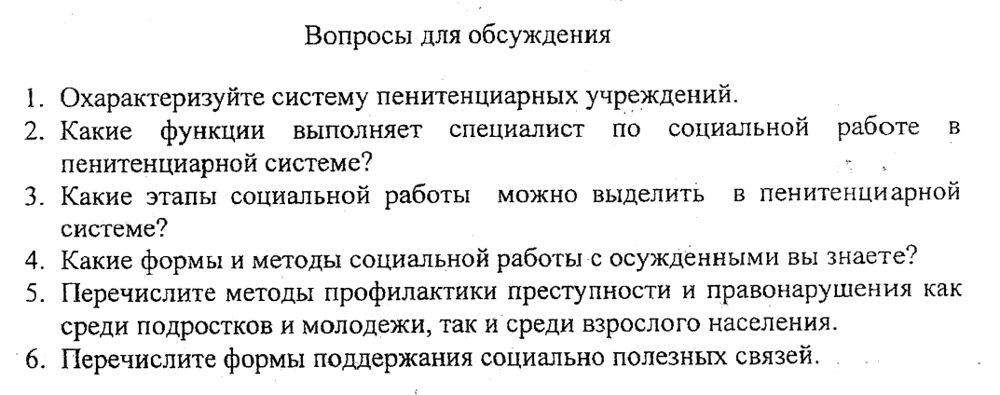 Вопросы для обсуждения
1. Охарактеризуйте систему пенитенциарных учреждений.
2. Какие функции выполняет специалист по социальной работе в
пенитенциарной системе?
3. Какие этапы социальной работы можно выделить в пенитенциарной
системе?
4. Какие формы и методы социальной работы с осужденными вы знаете?
5. Перечислите методы профилактики преступности и правонарушения как
среди подростков и молодежи, так и среди взрослого населения.
6. Перечислите формы поддержания социально полезных связей.